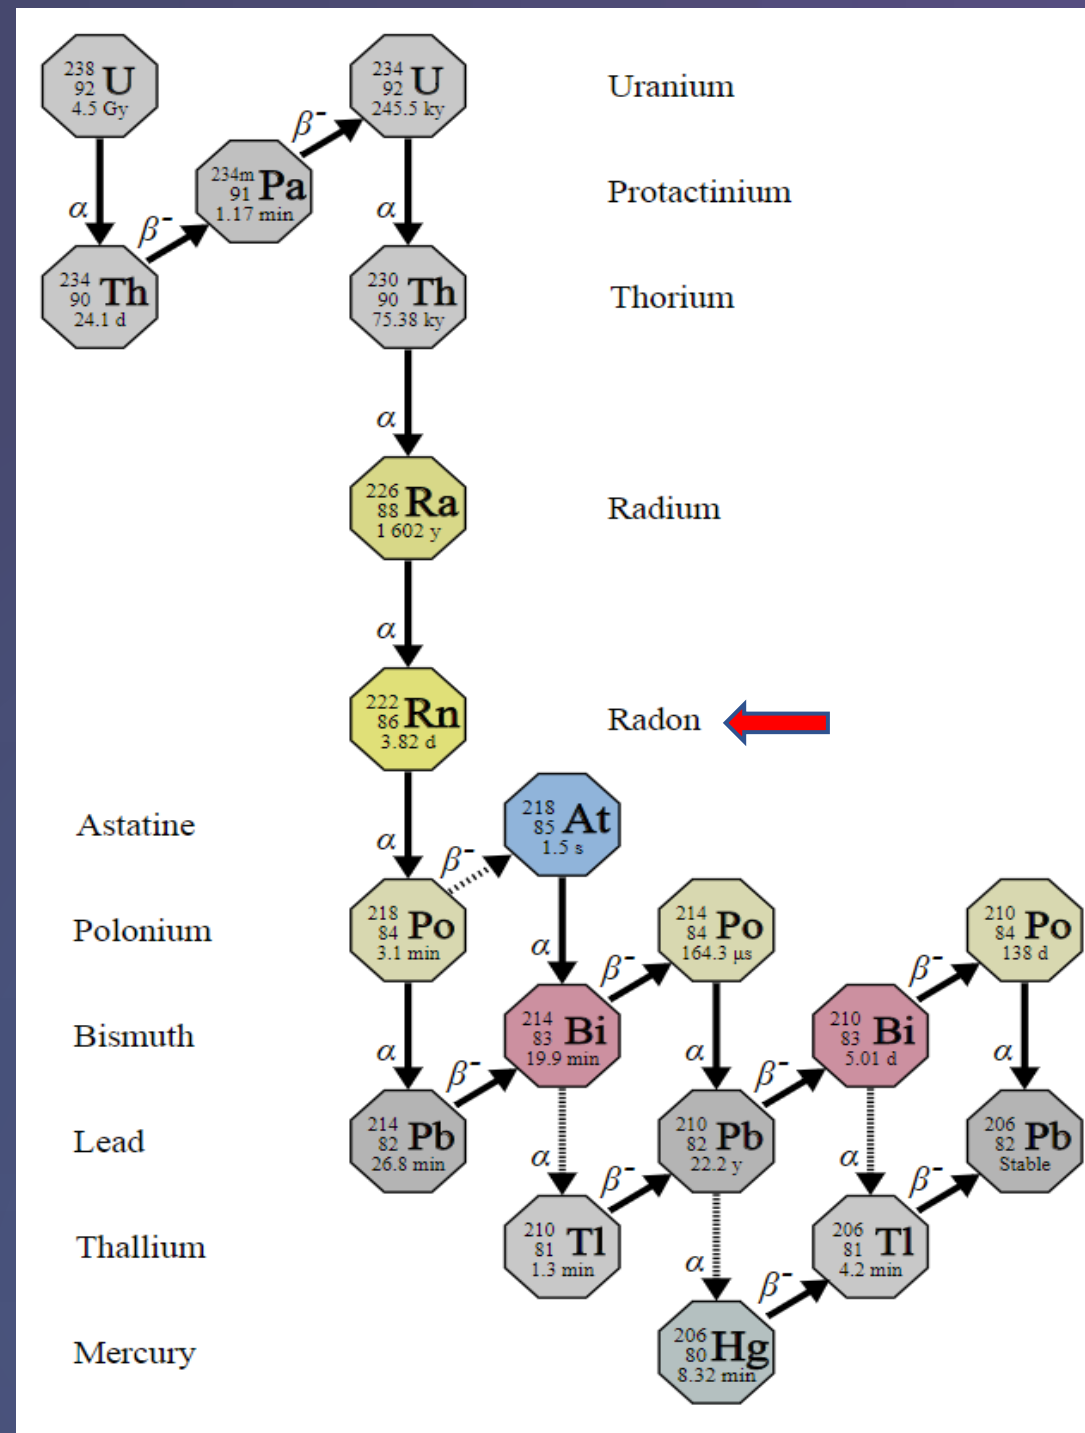 238
92 U
4.5 Gy
234
92 U
245.5 ky
Uranium
β-
234m
91 Pa
1.17 min
Protactinium
α
β-
α
234
90 Th
24.1 d
230
90 Th
75.38 ky
Thorium
α
226
88 Ra
1 602 y
Radium
α
222
86 Rn
3.82 d
Radon
Astatine
218
85 At
1.5 s
α
β-
Polonium
218
84 Po
3.1 min
214
84 Po
164.3 µs
210
84 Po
138 d
α
β-
β-
Bismuth
214
83 Bi
19.9 min
210
83 Bi
5.01 d
α
β-
α
β-
α
Lead
214
82 Pb
26.8 min
210
82 Pb
22.2 y
206
82 Pb
Stable
α
β-
α
β-
Thallium
210
81 Tl
1.3 min
206
81 Tl
4.2 min
α
β-
Mercury
206
80 Hg
8.32 min